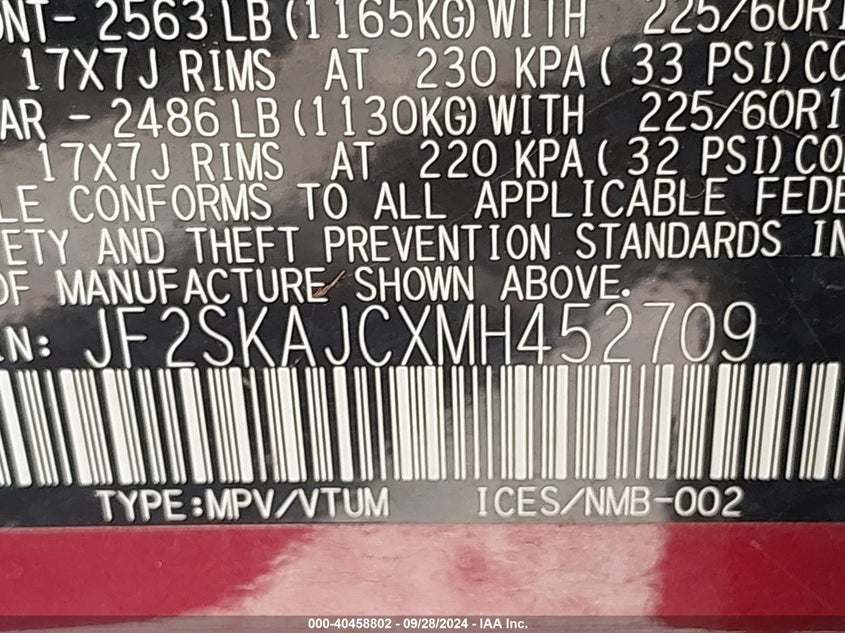 ONT- 2563 LB (1165KG) WITH 225/60R1
17X7J RIMS AT 230 KPA ( 33 PSI) CO
AR - 2486 LB (1130KG) WITH 225/60R1
17X7J RIMS AT 220 KPA ( 32 PSI) CO
LE CONFORMS TO ALL APPLICABLE FEDE
ETY AND THEFT PREVENTION STANDARDS IN
OF MANUFACTURE SHOWN ABOVE.
IN: JF2SKAJCXMH452709
TYPE:MPV/VTUM ICES/NMB-002
000-40458802 - 09/28/2024 - IAA Inc.